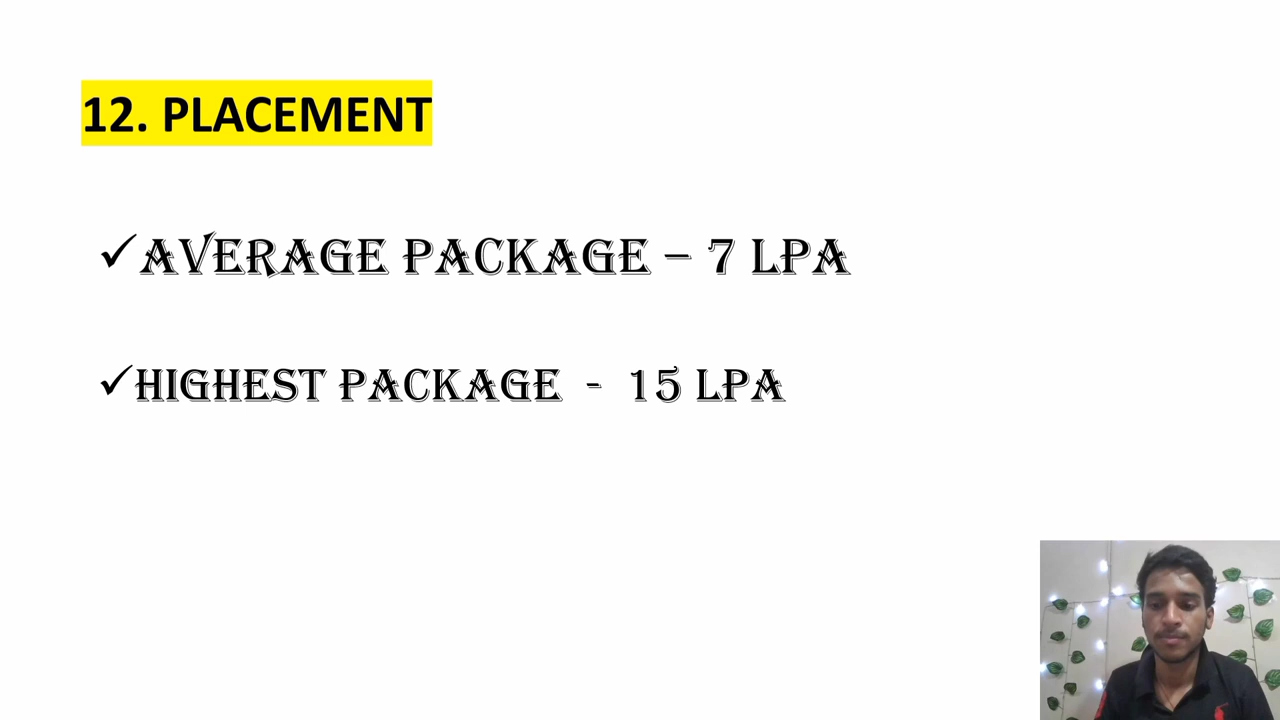 12. PLACEMENT
✓AVERAGE PACKAGE – 7 LPA
✓HIGHEST PACKAGE - 15 LPA